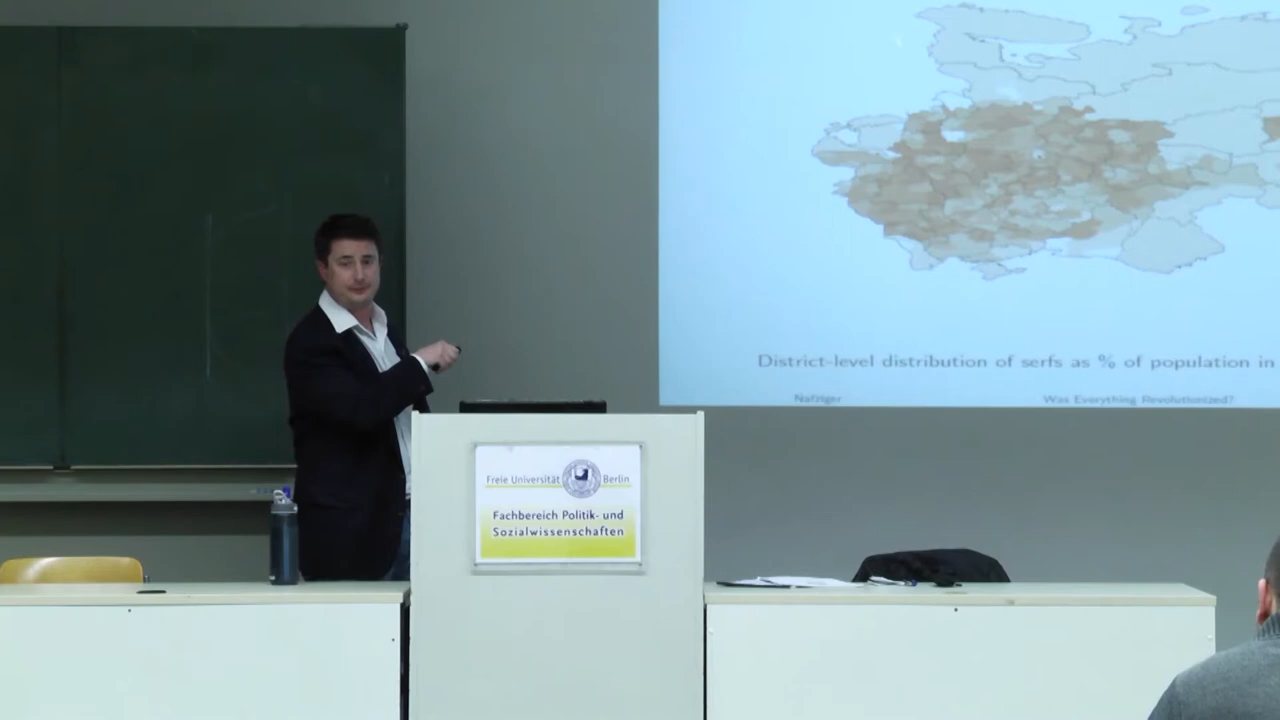 District-level distribution of serfs as % of population in
Nafziger
Was Everything Revolutionized?
Freie Universität Berlin
Fachbereich Politik- und
Sozialwissenschaften